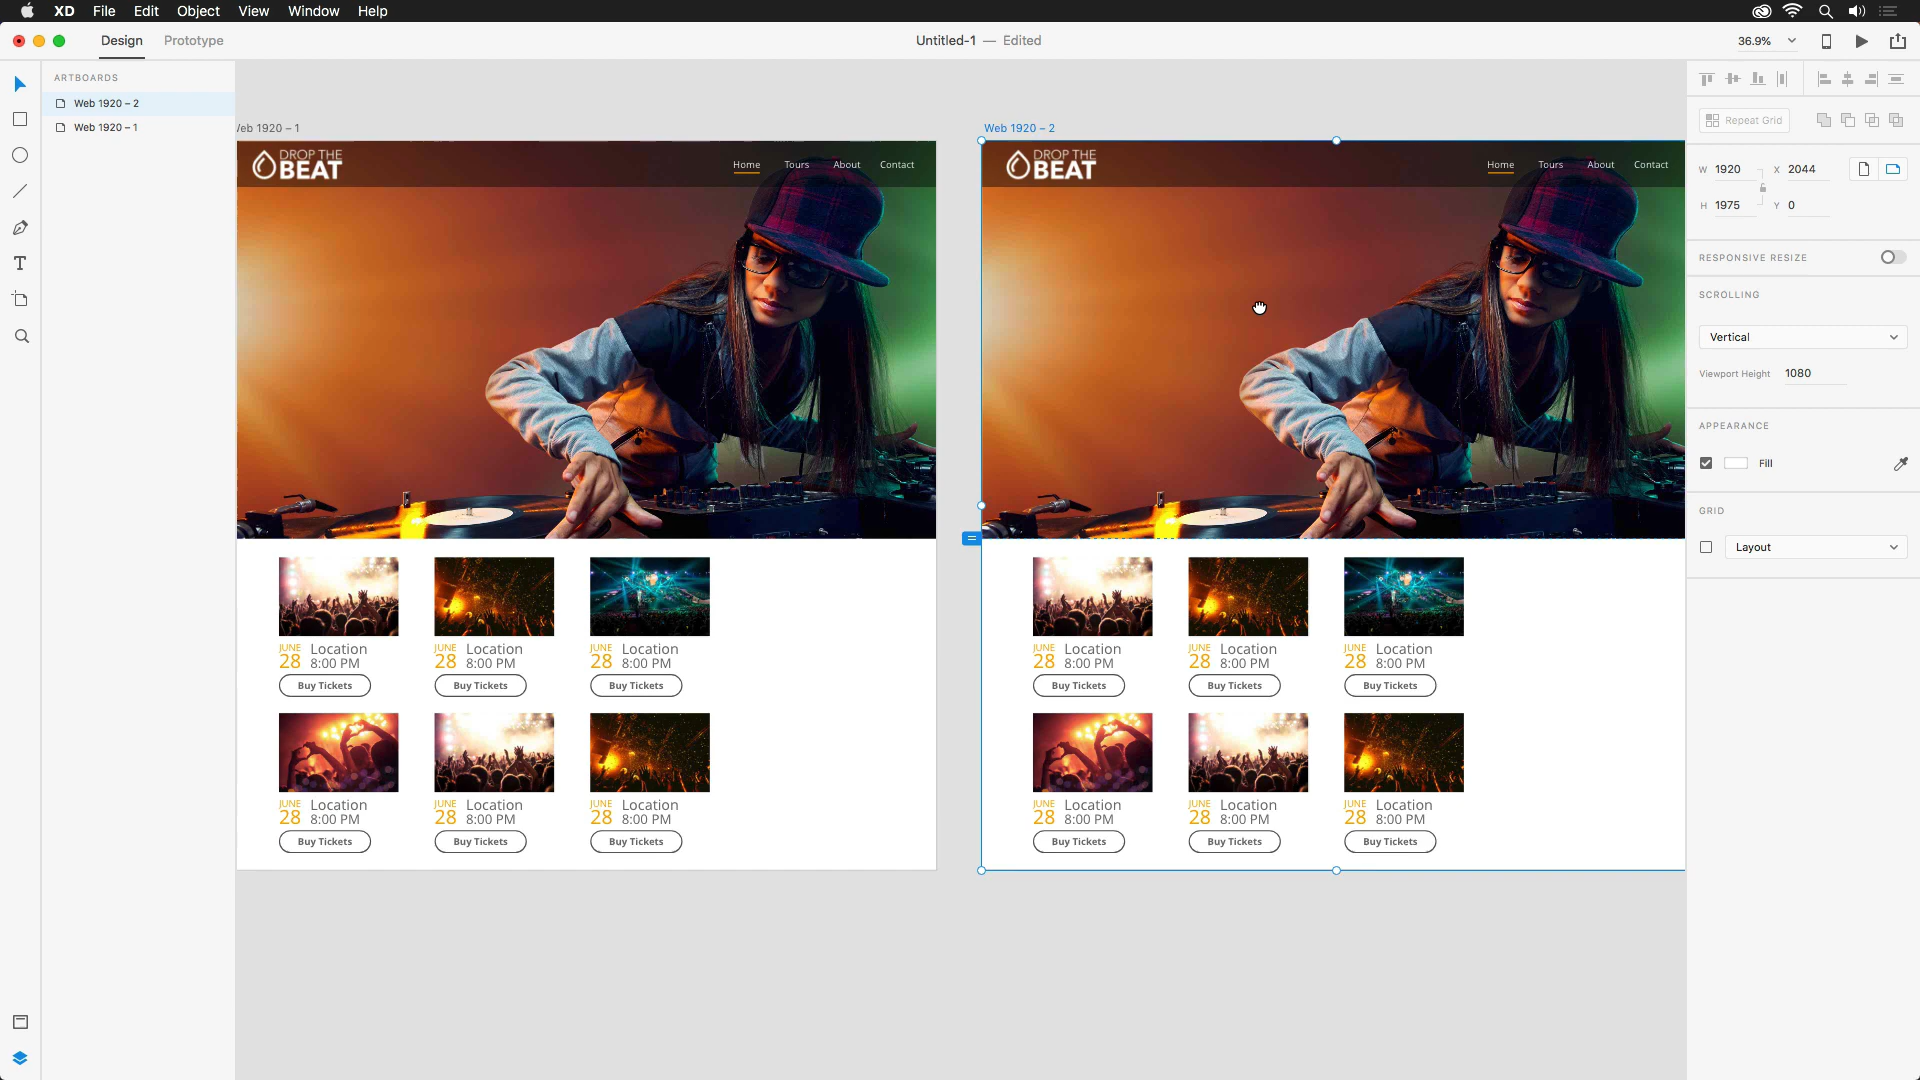 XD File Edit Object View Window Help
Design Prototype
Untitled-1 — Edited
36.9%
ARTBOARDS
Web 1920 – 2
Web 1920 – 1
Web 1920 – 1
DROP THE
BEAT
Home Tours About Contact
JUNE
28
Location
8:00 PM
Buy Tickets
JUNE
28
Location
8:00 PM
Buy Tickets
JUNE
28
Location
8:00 PM
Buy Tickets
JUNE
28
Location
8:00 PM
Buy Tickets
JUNE
28
Location
8:00 PM
Buy Tickets
JUNE
28
Location
8:00 PM
Buy Tickets
Web 1920 – 2
DROP THE
BEAT
Home Tours About Contact
JUNE
28
Location
8:00 PM
Buy Tickets
JUNE
28
Location
8:00 PM
Buy Tickets
JUNE
28
Location
8:00 PM
Buy Tickets
JUNE
28
Location
8:00 PM
Buy Tickets
JUNE
28
Location
8:00 PM
Buy Tickets
JUNE
28
Location
8:00 PM
Buy Tickets
Repeat Grid
W 1920 X 2044
H 1975 Y 0
RESPONSIVE RESIZE
SCROLLING
Vertical
Viewport Height 1080
APPEARANCE
Fill
GRID
Layout